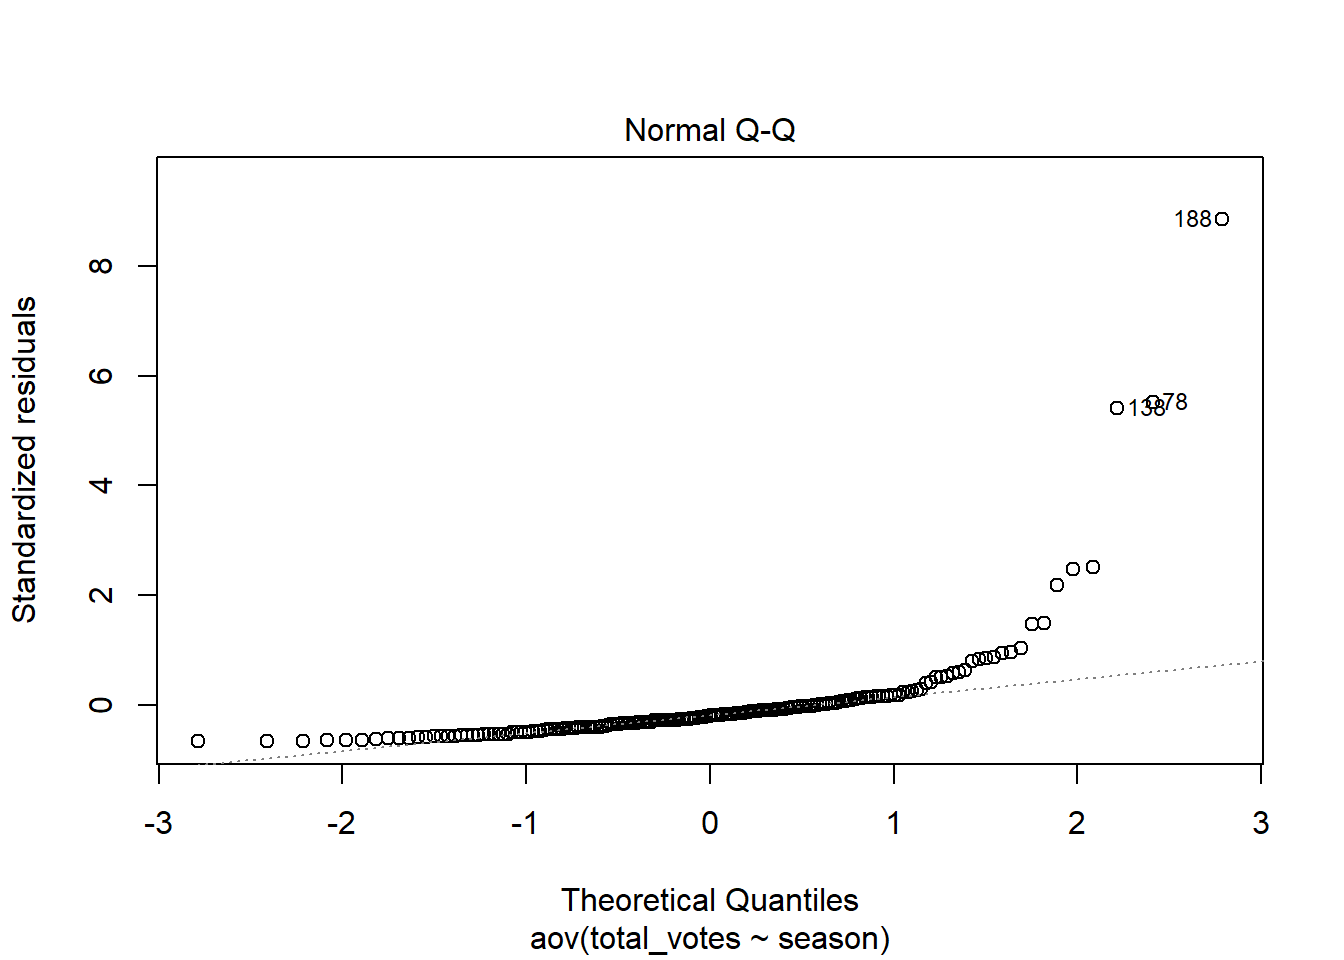 Normal Q-Q
Standardized residuals
8
6
4
2
0
188
138
78
-3 -2 -1 0 1 2 3
Theoretical Quantiles
aov(total_votes ~ season)